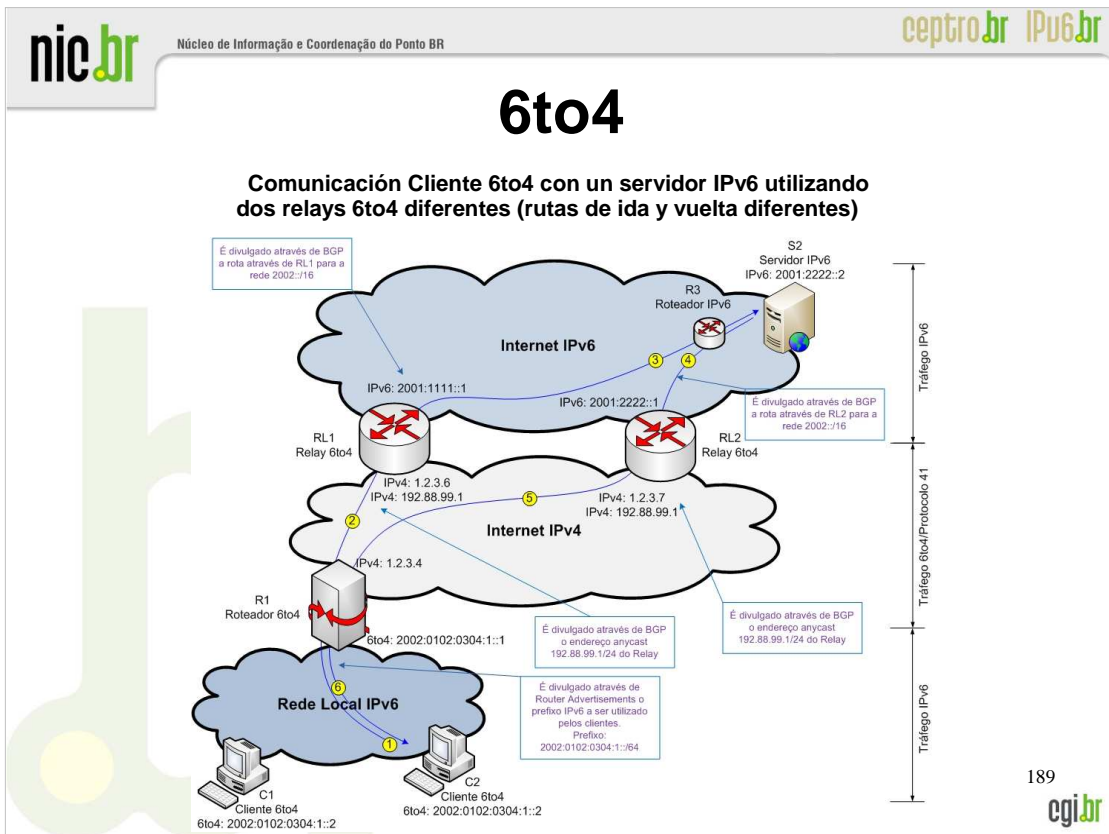 nic.br
Núcleo de Informação e Coordenação do Ponto BR
ceptro.br IPv6.br
6to4
Comunicación Cliente 6to4 con un servidor IPv6 utilizando
dos relays 6to4 diferentes (rutas de ida y vuelta diferentes)
É divulgado através de BGP
a rota através de RL1 para a
rede 2002::/16
S2
Servidor IPv6
IPv6: 2001:2222::2
R3
Roteador IPv6
Internet IPv6
3
4
Tráfego IPv6
IPv6: 2001:1111::1
IPv6: 2001:2222::1
É divulgado através de BGP
a rota através de RL2 para a
rede 2002::/16
RL1
Relay 6to4
RL2
Relay 6to4
IPv4: 1.2.3.6
IPv4: 192.88.99.1
5
IPv4: 1.2.3.7
IPv4: 192.88.99.1
2
Internet IPv4
Tráfego 6to4/Protocolo 41
IPv4: 1.2.3.4
R1
Roteador 6to4
6to4: 2002:0102:0304:1::1
É divulgado através de BGP
o endereço anycast
192.88.99.1/24 do Relay
É divulgado através de BGP
o endereço anycast
192.88.99.1/24 do Relay
6
Rede Local IPv6
1
É divulgado através de
Router Advertisements o
prefixo IPv6 a ser utilizado
pelos clientes.
Prefixo:
2002:0102:0304:1::/64
Tráfego IPv6
C1
Cliente 6to4
6to4: 2002:0102:0304:1::2
C2
Cliente 6to4
6to4: 2002:0102:0304:1::2
189
cgi.br